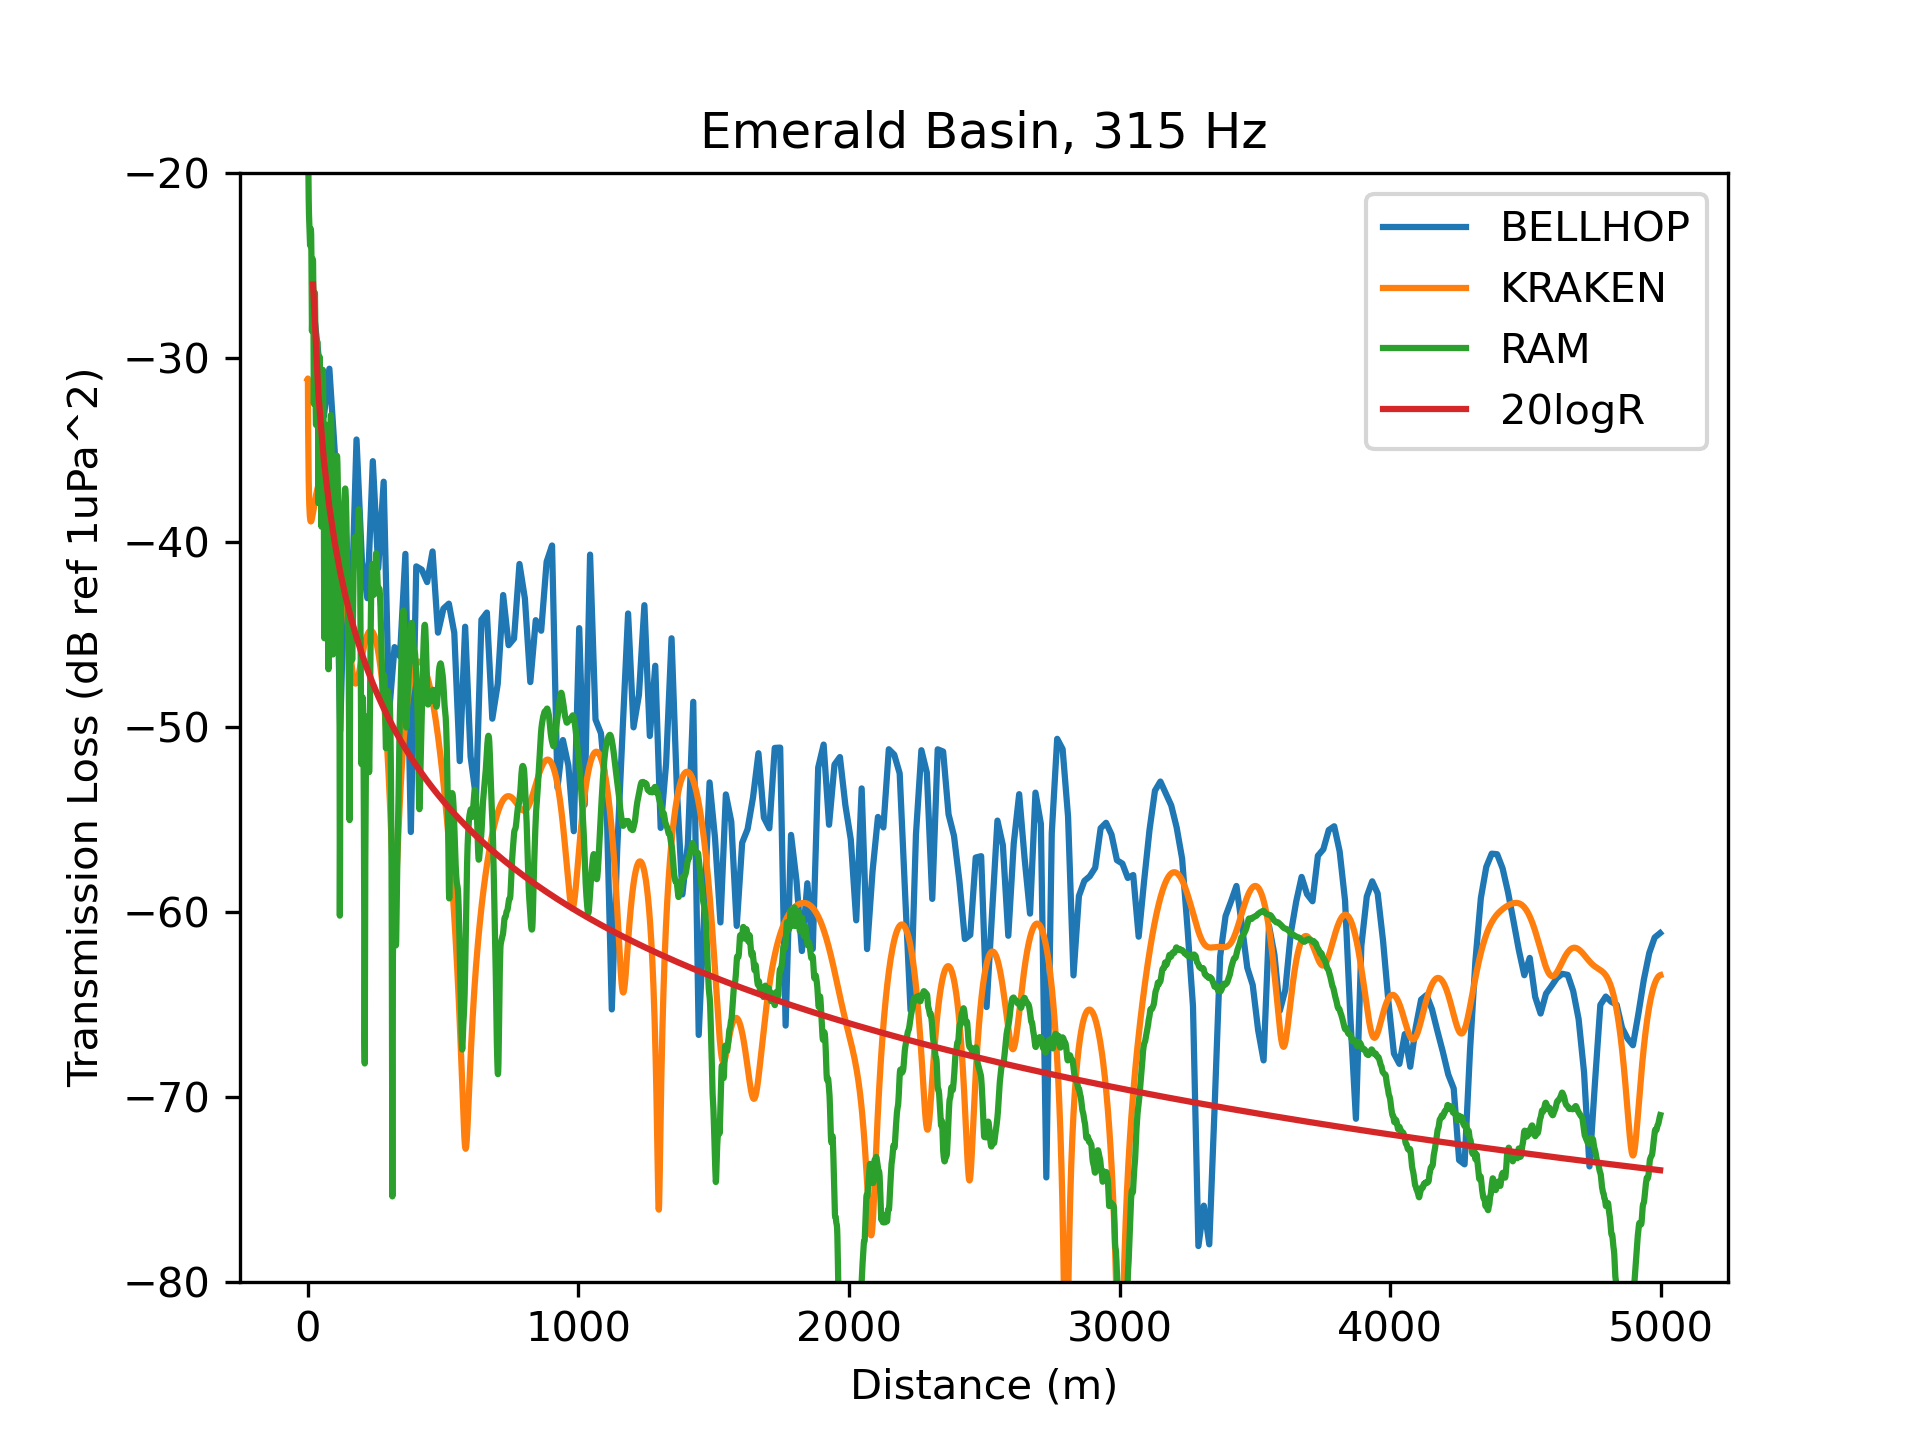 Emerald Basin, 315 Hz
Transmission Loss (dB ref 1uPa^2)
−20
−30
−40
−50
−60
−70
−80
BELLHOP
KRAKEN
RAM
20logR
0 1000 2000 3000 4000 5000
Distance (m)